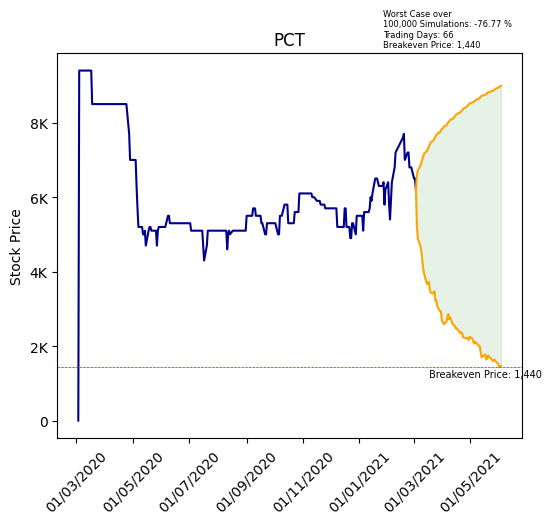 Worst Case over
100,000 Simulations: -76.77 %
Trading Days: 66
Breakeven Price: 1,440
PCT
Stock Price
8K
6K
4K
2K
0
Breakeven Price: 1,440
01/03/2020
01/05/2020
01/07/2020
01/09/2020
01/11/2020
01/01/2021
01/03/2021
01/05/2021